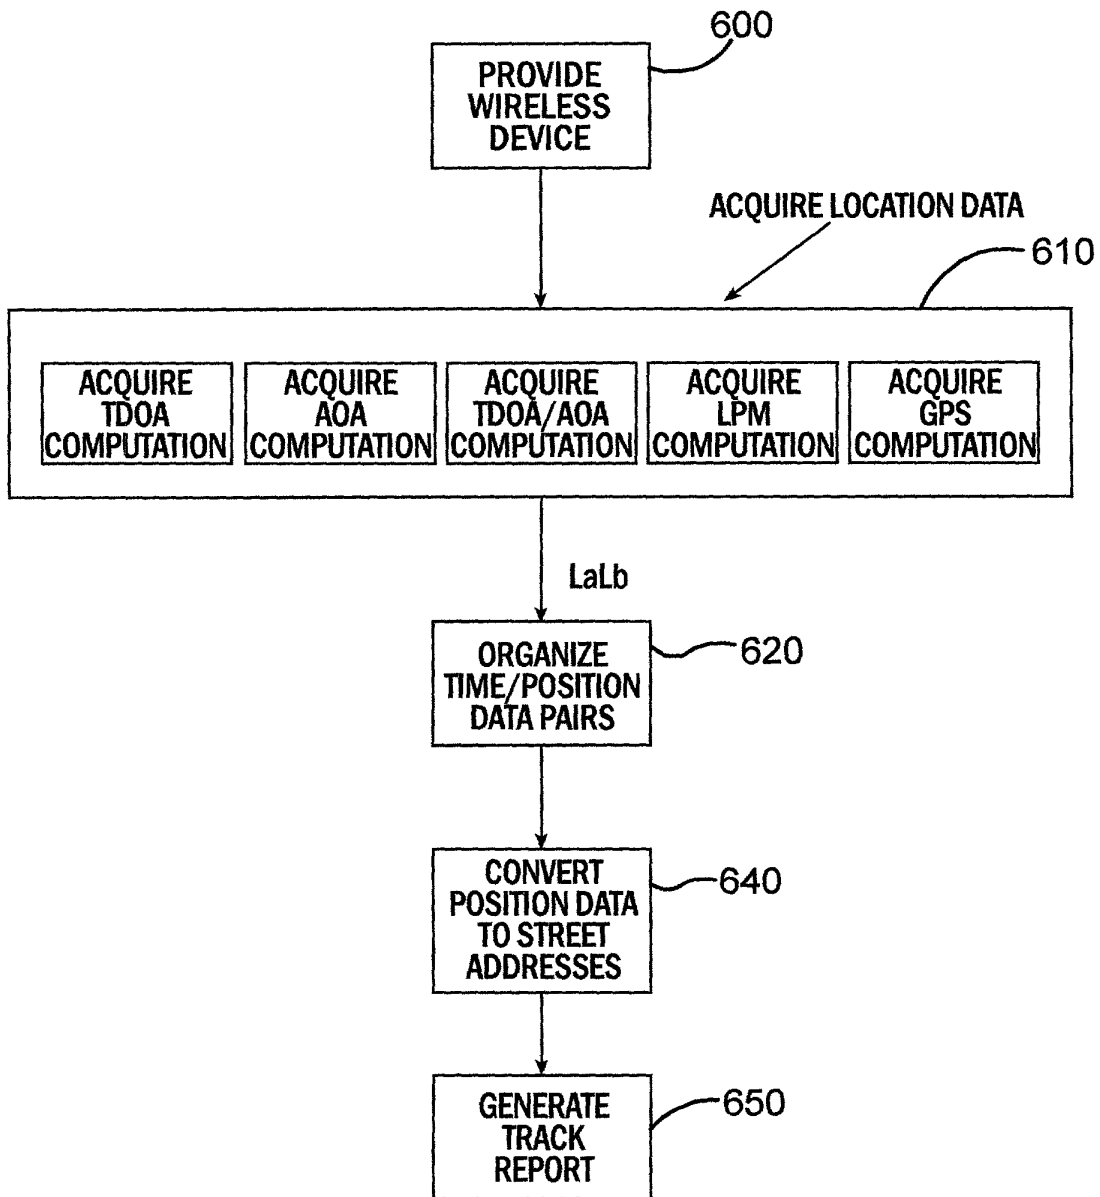 600
PROVIDE
WIRELESS
DEVICE
ACQUIRE LOCATION DATA
610
ACQUIRE
TDOA
COMPUTATION
ACQUIRE
AOA
COMPUTATION
ACQUIRE
TDOA/AOA
COMPUTATION
ACQUIRE
LPM
COMPUTATION
ACQUIRE
GPS
COMPUTATION
LaLb
ORGANIZE
TIME/POSITION
DATA PAIRS
620
CONVERT
POSITION DATA
TO STREET
ADDRESSES
640
GENERATE
TRACK
REPORT
650